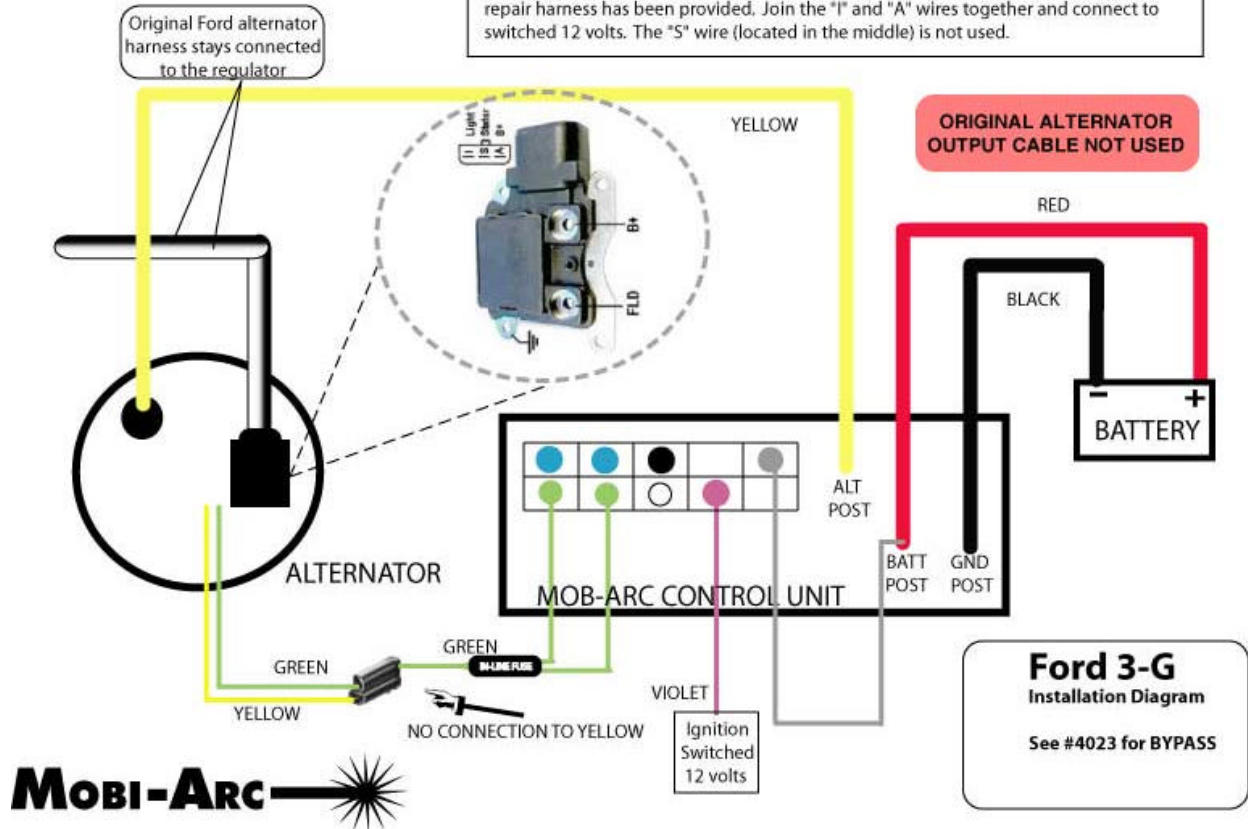 repair harness has been provided. Join the "I" and "A" wires together and connect to
switched 12 volts. The "S" wire (located in the middle) is not used.
Original Ford alternator
harness stays connected
to the regulator
YELLOW
ORIGINAL ALTERNATOR
OUTPUT CABLE NOT USED
I Light
S Stator
A B+
B+
FLD
RED
BLACK
- +
BATTERY
ALT
POST
BATT
POST
GND
POST
ALTERNATOR
MOB-ARC CONTROL UNIT
GREEN
IN-LINE FUSE
GREEN
YELLOW
NO CONNECTION TO YELLOW
VIOLET
Ignition
Switched
12 volts
Ford 3-G
Installation Diagram
See #4023 for BYPASS
MOBI-ARC